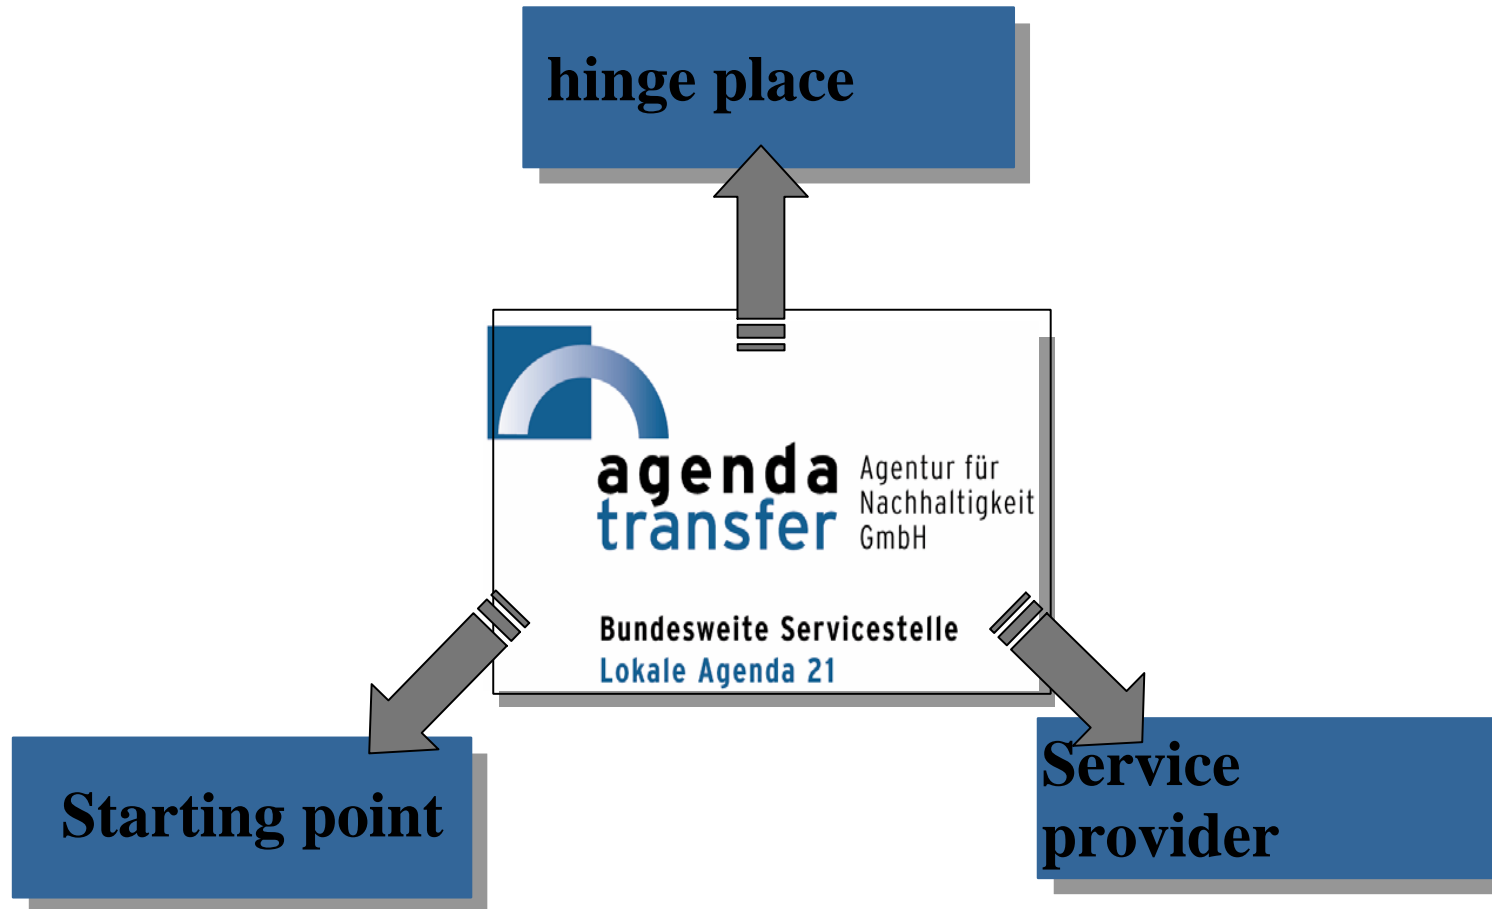 hinge place
agenda
transfer
Agentur für
Nachhaltigkeit
GmbH
Bundesweite Servicestelle
Lokale Agenda 21
Starting point
Service
provider